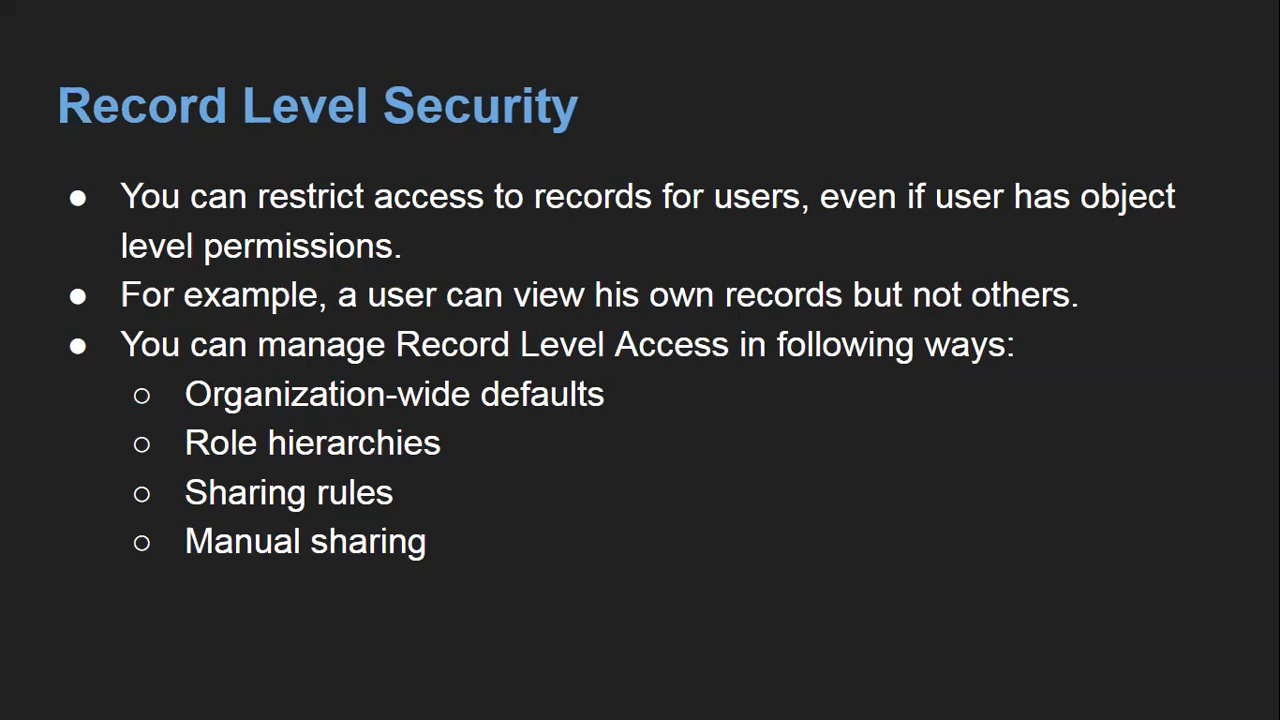 Record Level Security
● You can restrict access to records for users, even if user has object
level permissions.
● For example, a user can view his own records but not others.
● You can manage Record Level Access in following ways:
○ Organization-wide defaults
○ Role hierarchies
○ Sharing rules
○ Manual sharing